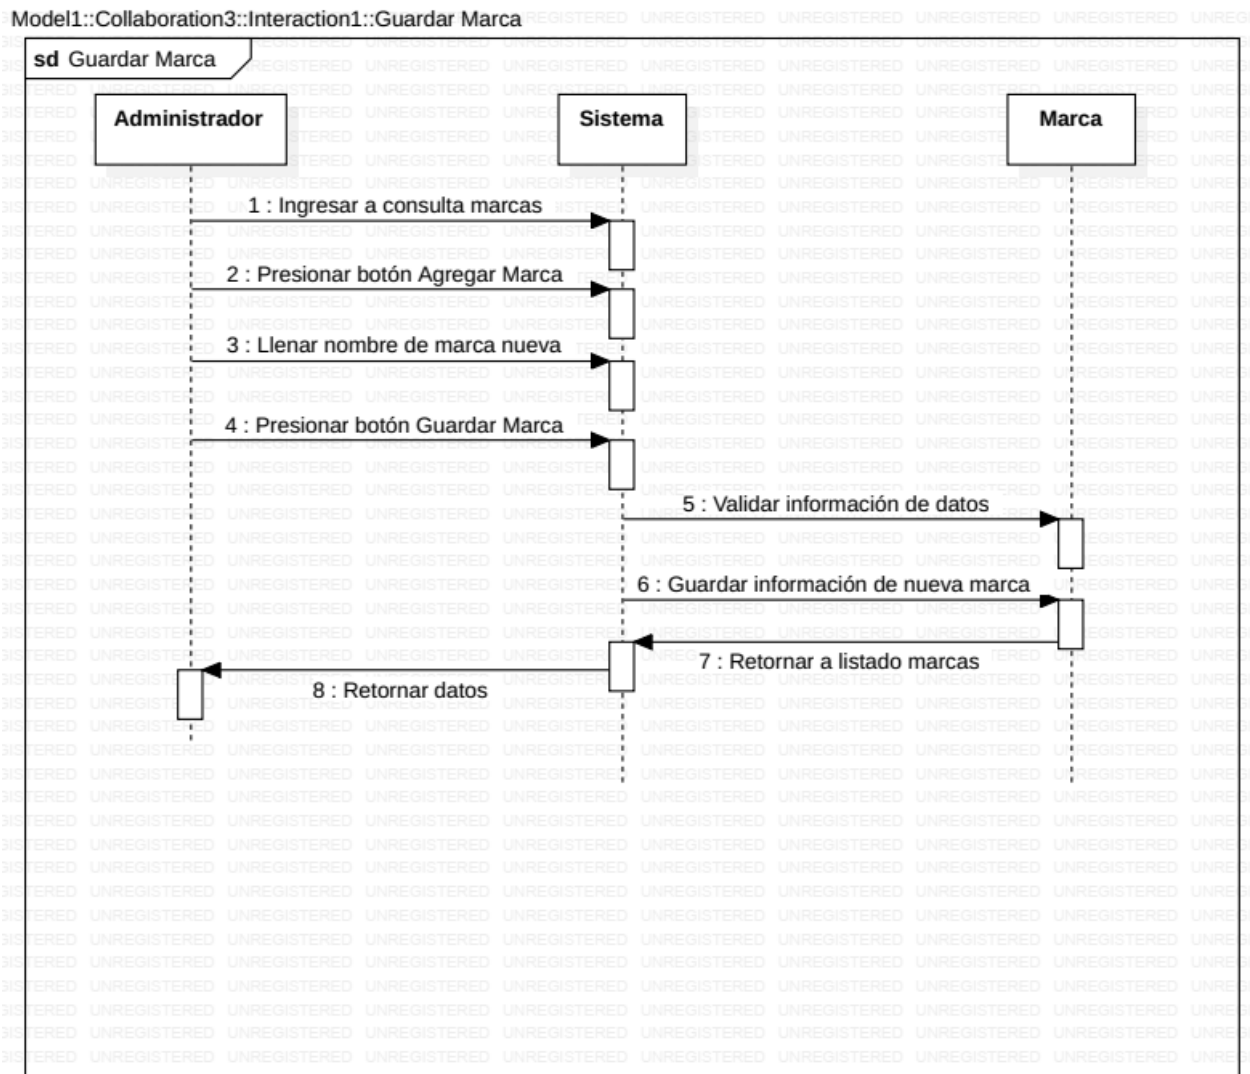 Model1::Collaboration3::Interaction1::Guardar Marca
sd Guardar Marca
Administrador
Sistema
Marca
1 : Ingresar a consulta marcas
2 : Presionar botón Agregar Marca
3 : Llenar nombre de marca nueva
4 : Presionar botón Guardar Marca
5 : Validar información de datos
6 : Guardar información de nueva marca
7 : Retornar a listado marcas
8 : Retornar datos
UNREGISTERED